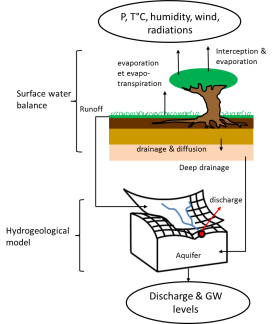 P, T°C, humidity, wind,
radiations
Interception &
evaporation
evaporation
et evapo-
transpiration
Surface water
balance
Runoff
drainage & diffusion
Deep drainage
discharge
Hydrogeological
model
Aquifer
Discharge & GW
levels